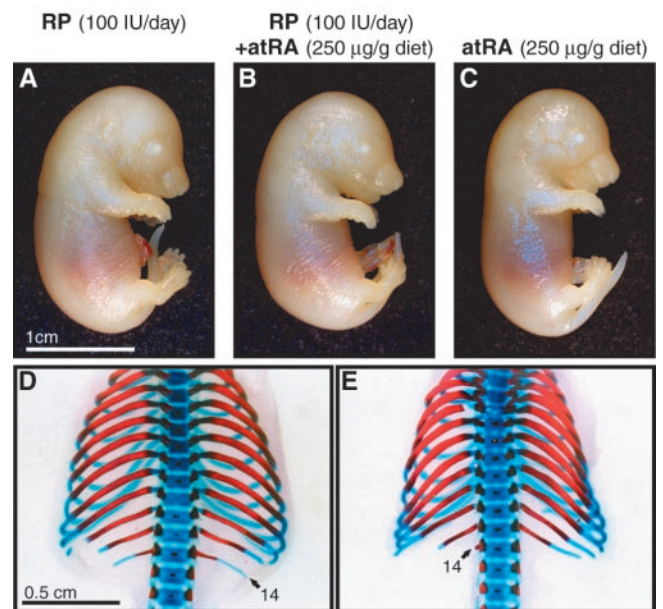 RP (100 IU/day)
RP (100 IU/day)
+atRA (250 µg/g diet)
atRA (250 µg/g diet)
A
B
C
1cm
D
E
14
14
0.5 cm